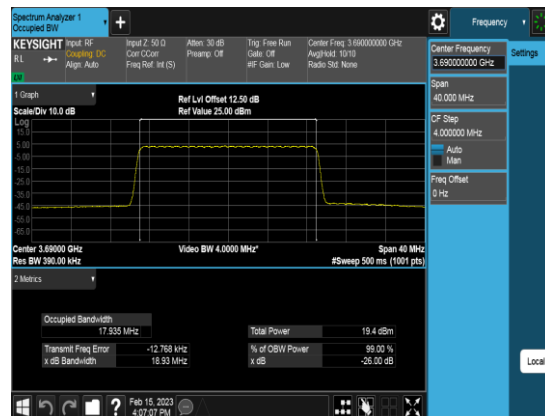 Spectrum Analyzer 1
Occupied BW
Frequency
KEYSIGHT
Input: RF
Input Z: 50 Ω
Atten: 30 dB
Trig: Free Run
Center Freq: 3.690000000 GHz
RL
Coupling: DC
Corr CCorr
Preamp: Off
Gate: Off
Avg|Hold: 10/10
Align: Auto
Freq Ref: Int (S)
#IF Gain: Low
Radio Std: None
Center Frequency
3.690000000 GHz
Settings
Span
40.000 MHz
CF Step
4.000000 MHz
Auto
Man
Freq Offset
0 Hz
Local
1 Graph
Ref Lvl Offset 12.50 dB
Scale/Div 10.0 dB
Ref Value 25.00 dBm
Log
15.0
5.00
-5.00
-15.0
-25.0
-35.0
-45.0
-55.0
-65.0
Center 3.69000 GHz
Video BW 4.0000 MHz*
Span 40 MHz
Res BW 390.00 kHz
#Sweep 500 ms (1001 pts)
2 Metrics
Occupied Bandwidth
17.935 MHz
Total Power
19.4 dBm
Transmit Freq Error
-12.768 kHz
% of OBW Power
99.00 %
x dB Bandwidth
18.93 MHz
x dB
-26.00 dB
?
Feb 15, 2023
4:07:07 PM